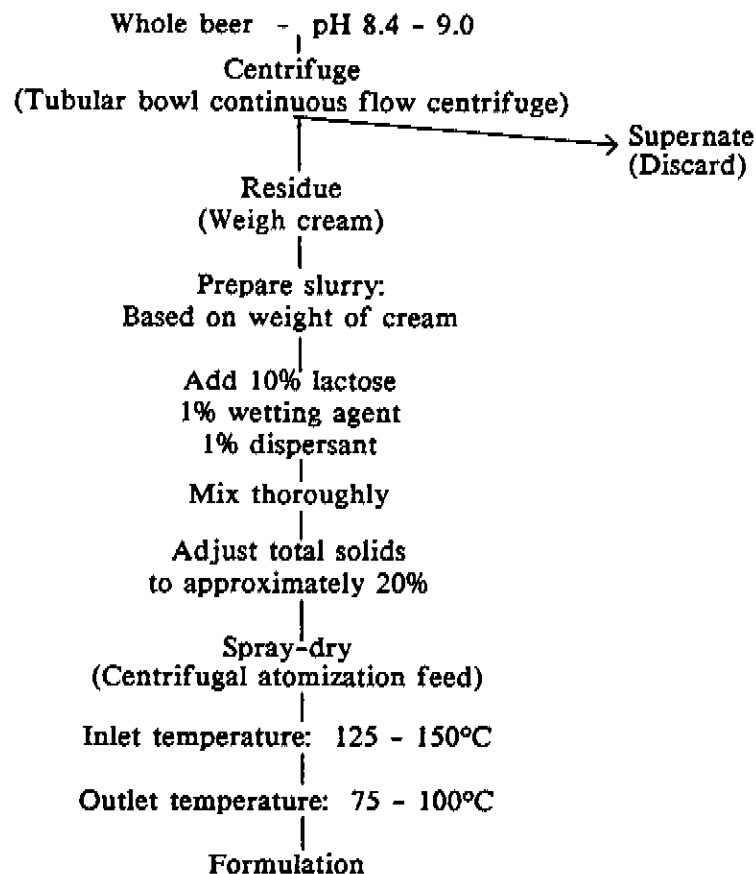 Whole beer - pH 8.4 - 9.0
Centrifuge
(Tubular bowl continuous flow centrifuge)
Supernate
(Discard)
Residue
(Weigh cream)
Prepare slurry:
Based on weight of cream
Add 10% lactose
1% wetting agent
1% dispersant
Mix thoroughly
Adjust total solids
to approximately 20%
Spray-dry
(Centrifugal atomization feed)
Inlet temperature: 125 - 150°C
Outlet temperature: 75 - 100°C
Formulation